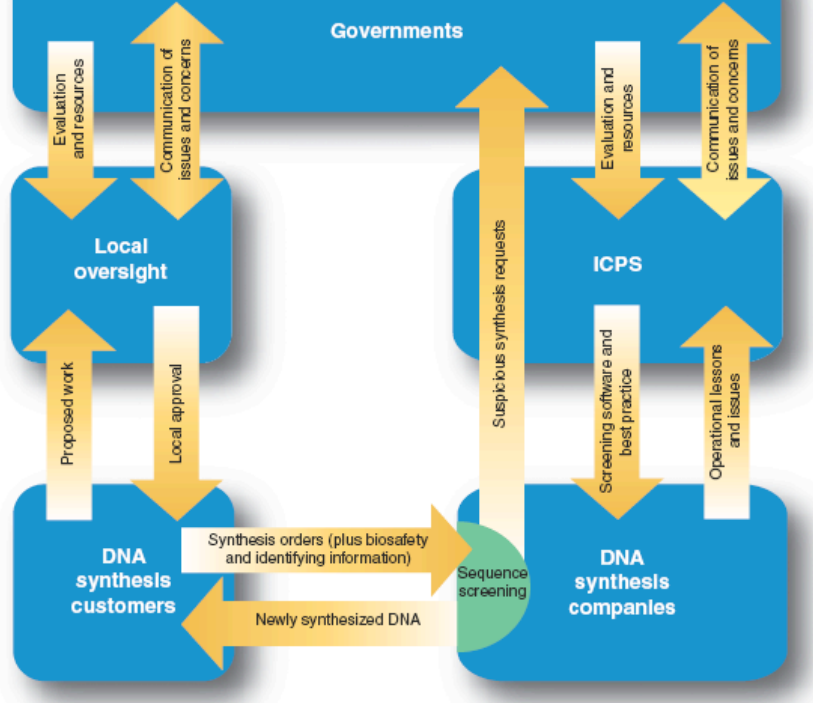 Governments
Evaluation
and resources
Communication of
issues and concerns
Evaluation and
resources
Communication of
issues and concerns
Local
oversight
Suspicious synthesis requests
ICPS
Proposed work
Local approval
Screening software and
best practice
Operational lessons
and issues
DNA
synthesis
customers
Synthesis orders (plus biosafety
and identifying information)
Newly synthesized DNA
Sequence
screening
DNA
synthesis
companies